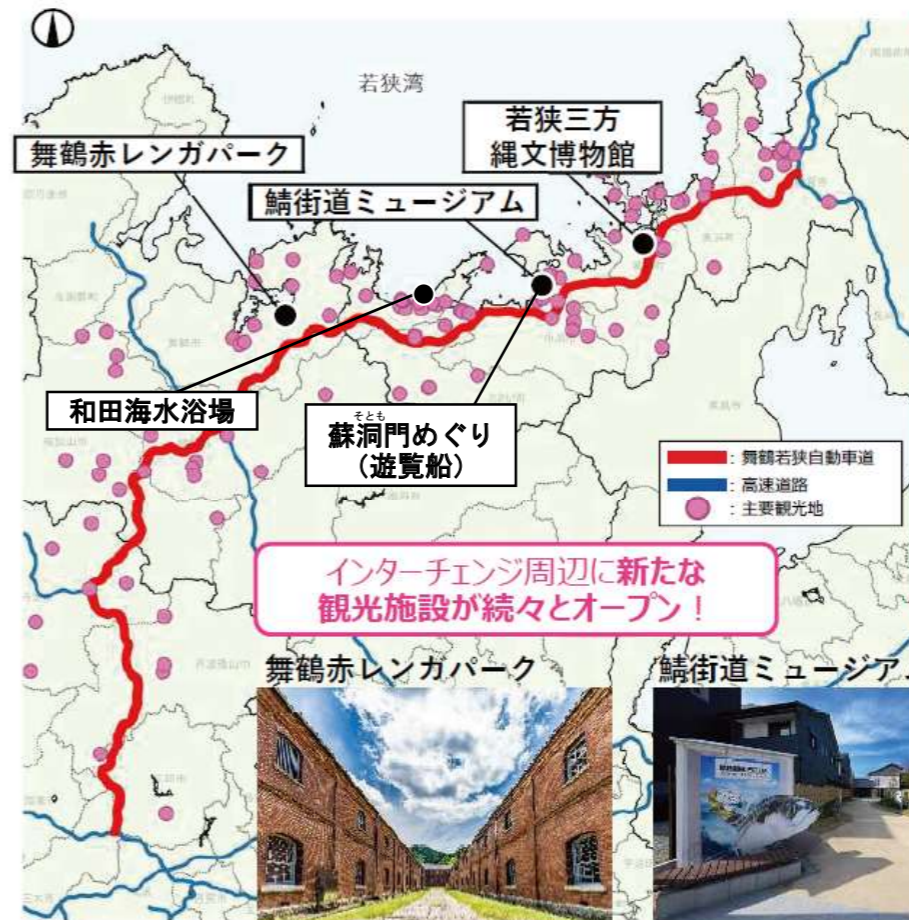 若狭湾
若狭三方
縄文博物館
舞鶴赤レンガパーク
鯖街道ミュージアム
和田海水浴場
そとも
蘇洞門めぐり
（遊覧船）
：舞鶴若狭自動車道
：高速道路
：主要観光地
インターチェンジ周辺に新たな
観光施設が続々とオープン！
舞鶴赤レンガパーク
鯖街道ミュージアム